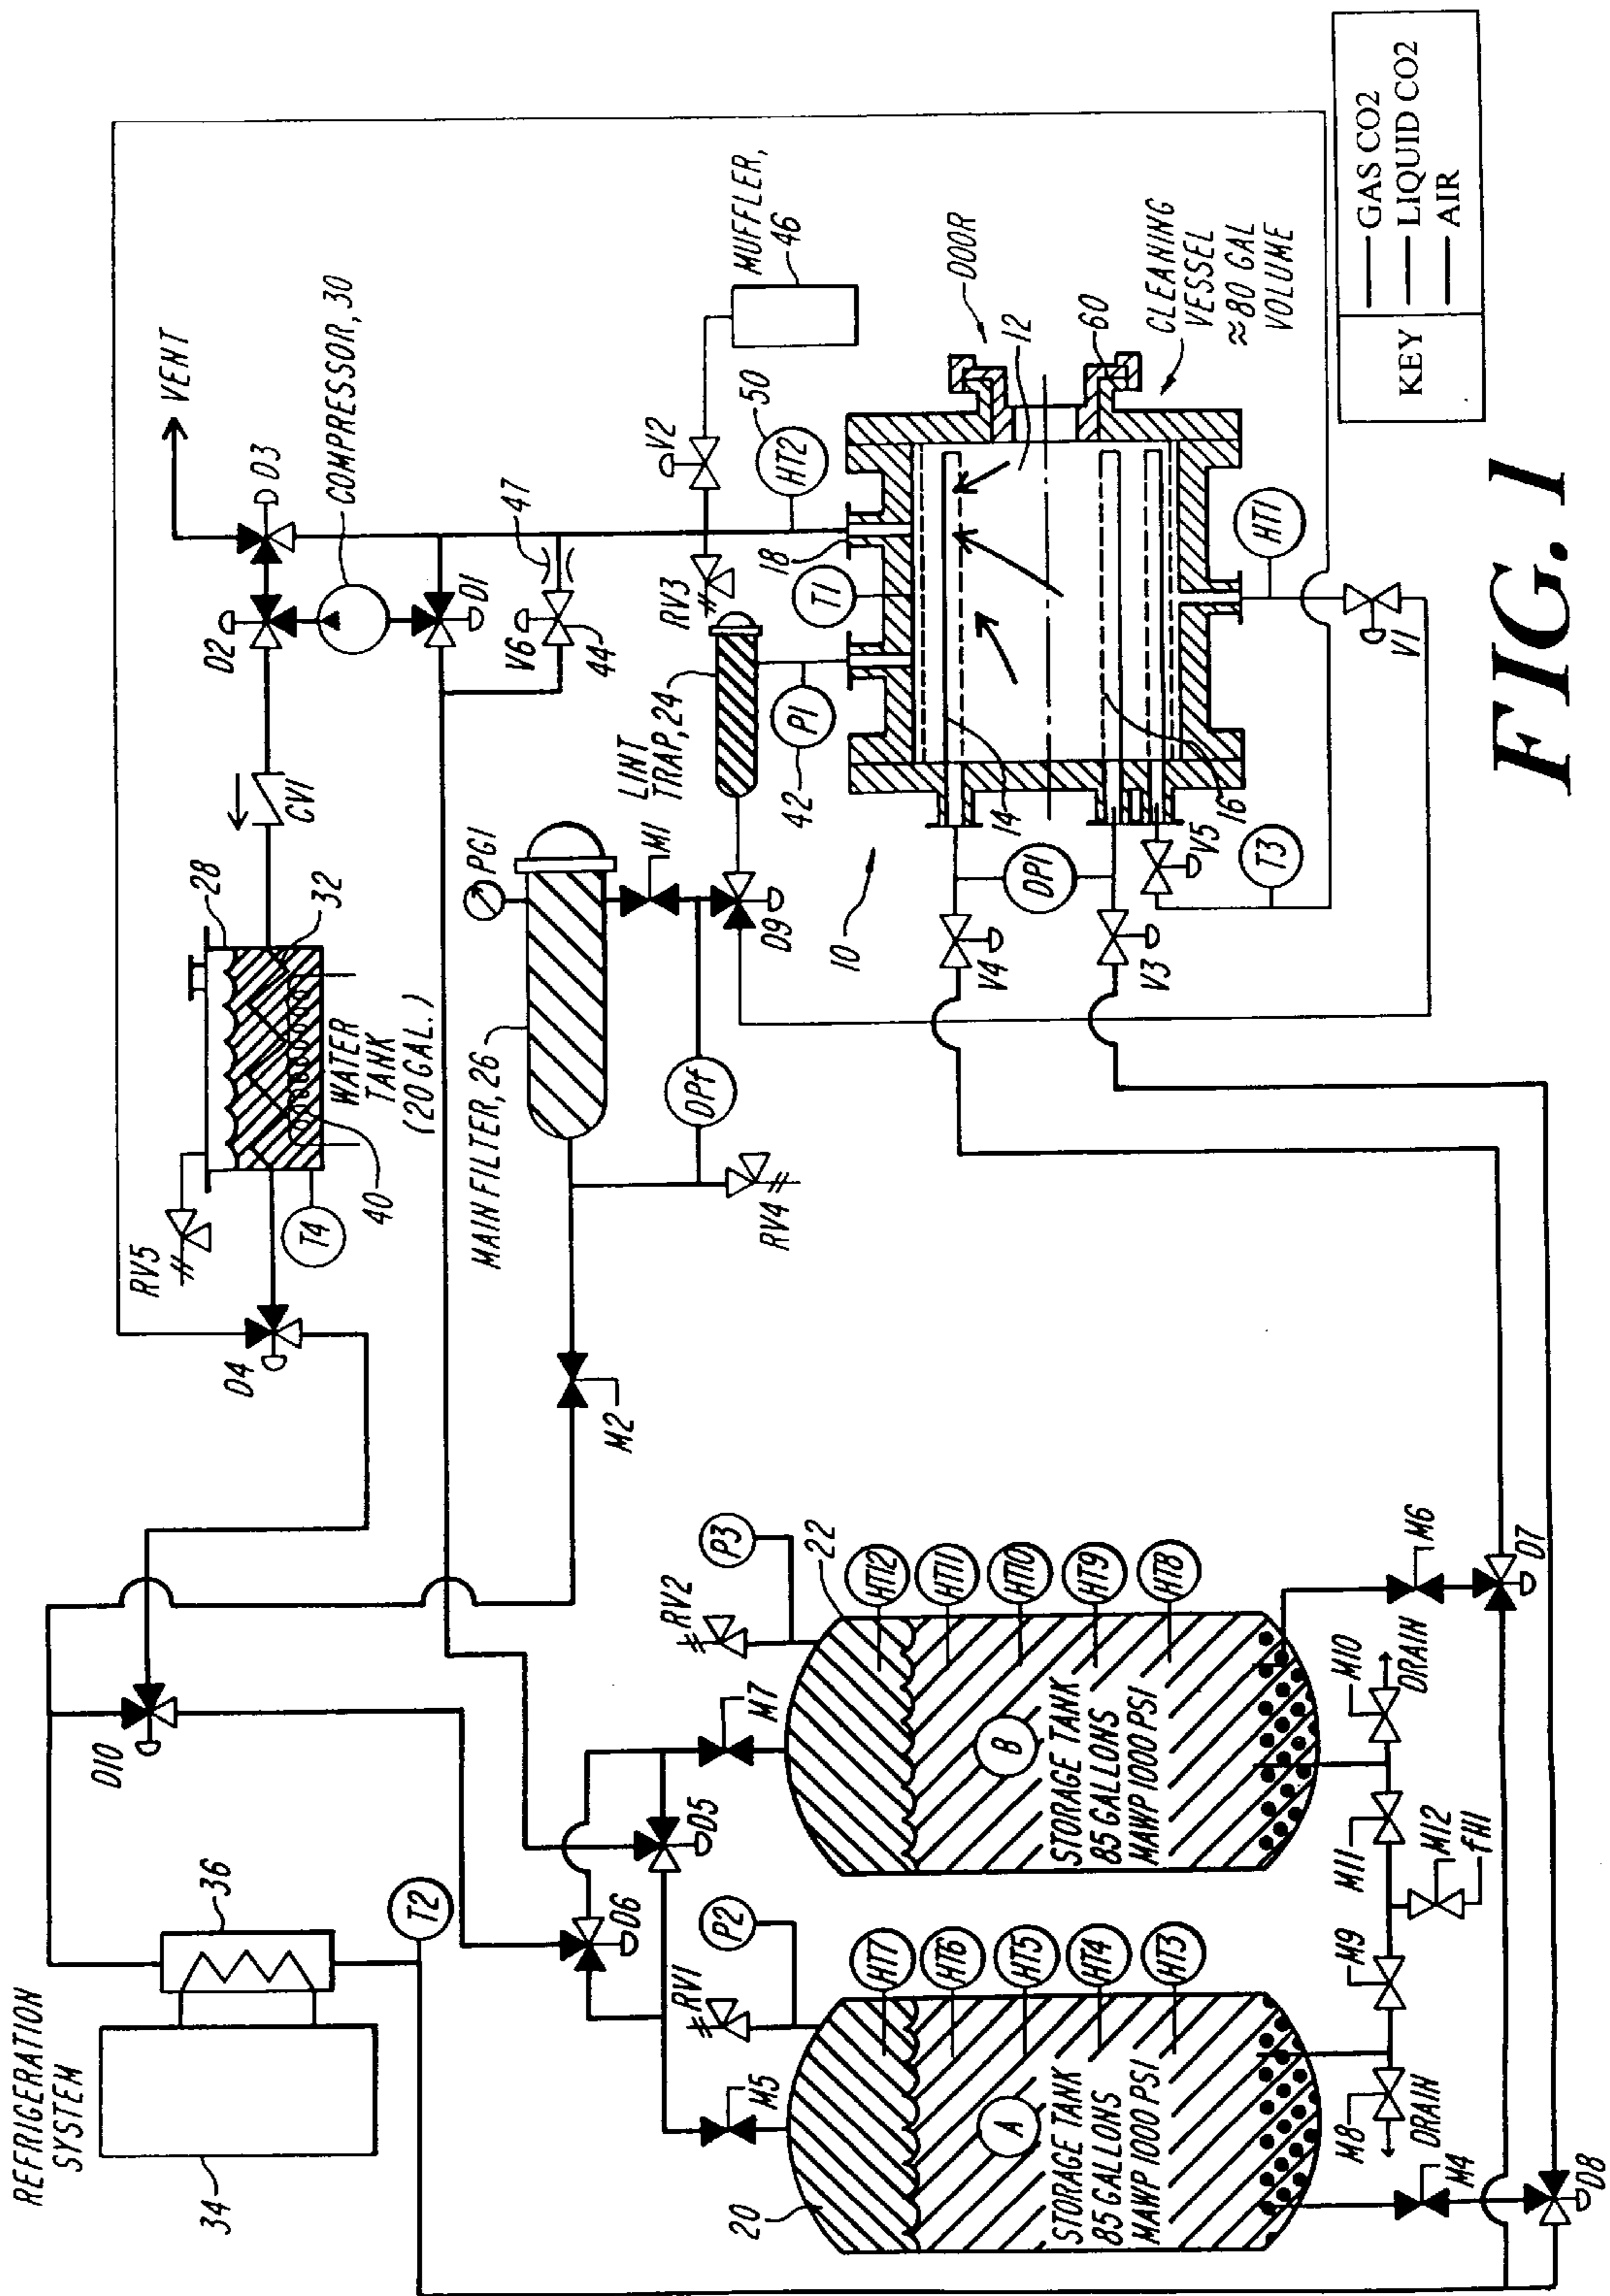 REFRIGERATION
SYSTEM
34
36
T2
D10
D4
RV5
T4
40
WATER
TANK
(20 GAL.)
28
32
CV1
D2
VENT
D3
COMPRESSOR, 30
D1
V6
44
47
MAIN FILTER, 26
PG1
M1
LINT
TRAP, 24
DPf
RV4
M2
D9
42
P1
RV3
T1
18
V2
HT2
50
MUFFLER,
46
DOOR
12
60
CLEANING
VESSEL
≈80 GAL
VOLUME
10
14
16
DP1
V4
V3
V5
T3
HT1
V1
D6
D5
M5
RV1
P2
M7
RV2
P3
20
22
HT7
HT6
HT5
HT4
HT3
HT12
HT11
HT10
HT9
HT8
A
STORAGE TANK
85 GALLONS
MAWP 1000 PSI
B
STORAGE TANK
85 GALLONS
MAWP 1000 PSI
M8
DRAIN
M9
M11
M12
fH1
M10
DRAIN
M4
M6
D7
D8
KEY
GAS CO2
LIQUID CO2
AIR
FIG. 1